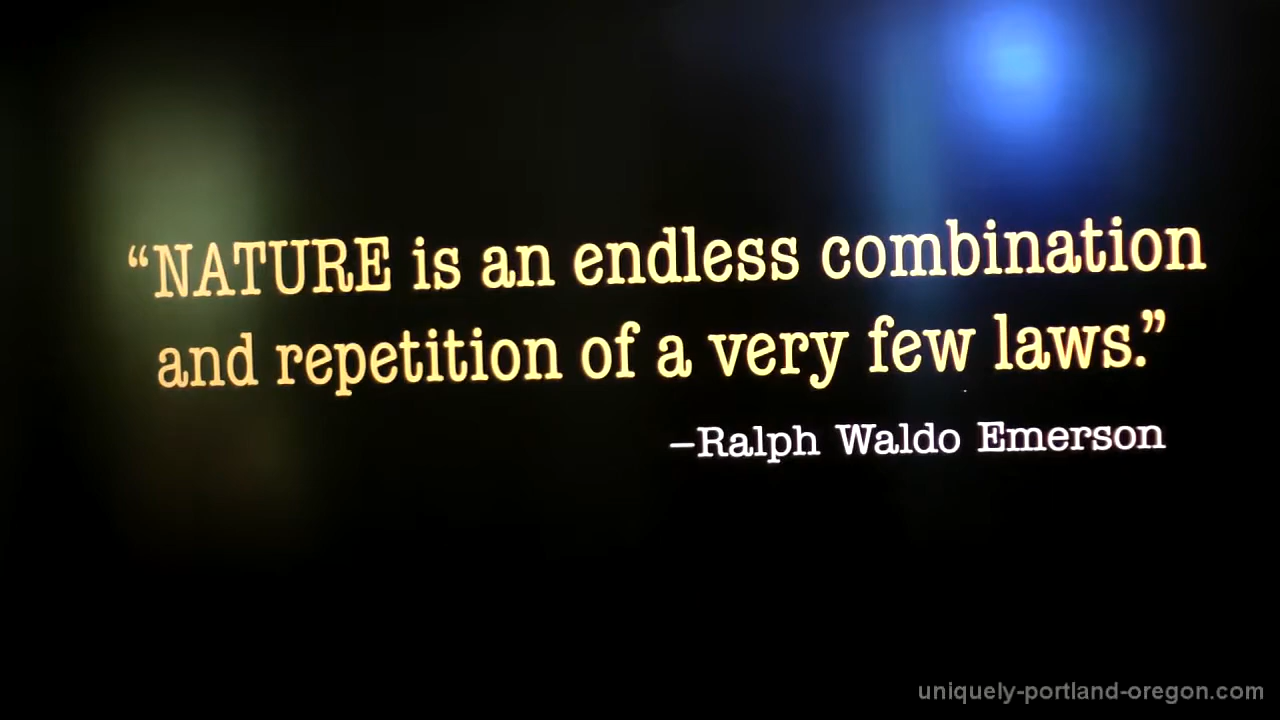 “NATURE is an endless combination
and repetition of a very few laws.”
–Ralph Waldo Emerson
uniquely-portland-oregon.com